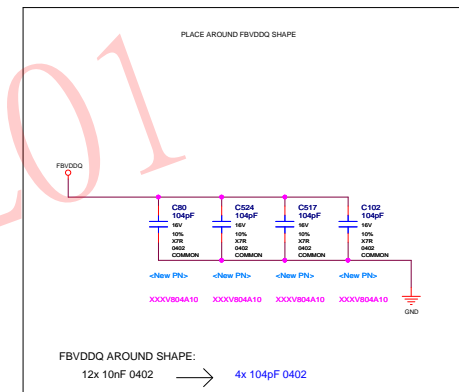 PLACE AROUND FBVDDQ SHAPE
201
FBVDDQ
C80 C524 C517 C102
104pF 104pF 104pF 104pF
16V 16V 16V 16V
10% 10% 10% 10%
X7R X7R X7R X7R
0402 0402 0402 0402
COMMON COMMON COMMON COMMON
<New PN> <New PN> <New PN> <New PN>
XXXV804A10 XXXV804A10 XXXV804A10 XXXV804A10
GND
FBVDDQ AROUND SHAPE:
12x 10nF 0402 → 4x 104pF 0402